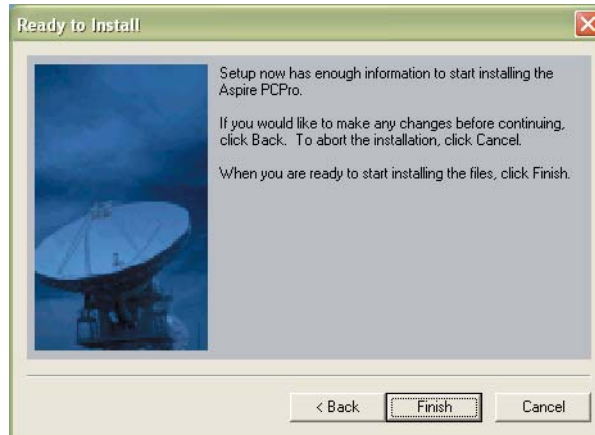 Ready to Install
Setup now has enough information to start installing the
Aspire PCPro.
If you would like to make any changes before continuing,
click Back. To abort the installation, click Cancel.
When you are ready to start installing the files, click Finish.
< Back
Finish
Cancel